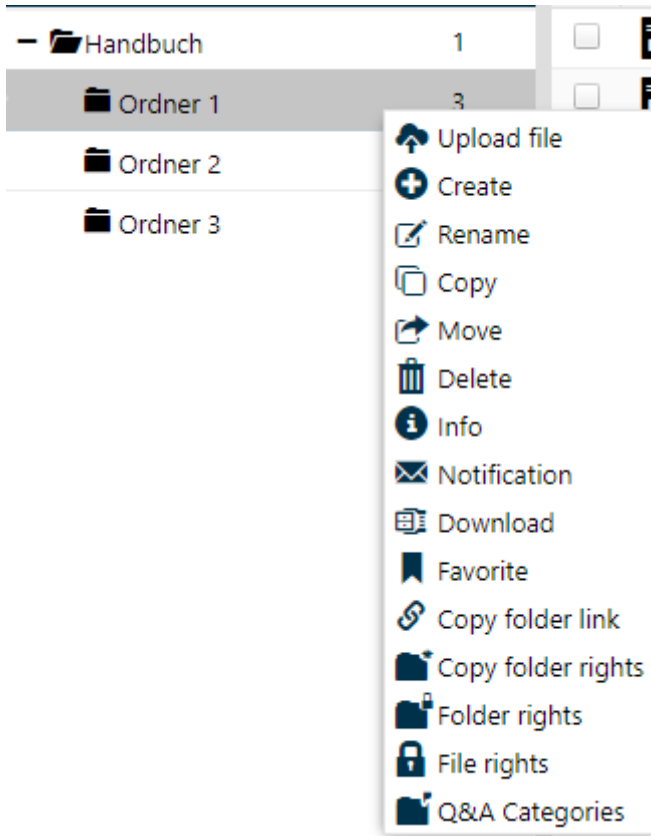 Handbuch 1
Ordner 1 3
Ordner 2
Ordner 3
Upload file
Create
Rename
Copy
Move
Delete
Info
Notification
Download
Favorite
Copy folder link
Copy folder rights
Folder rights
File rights
Q&A Categories